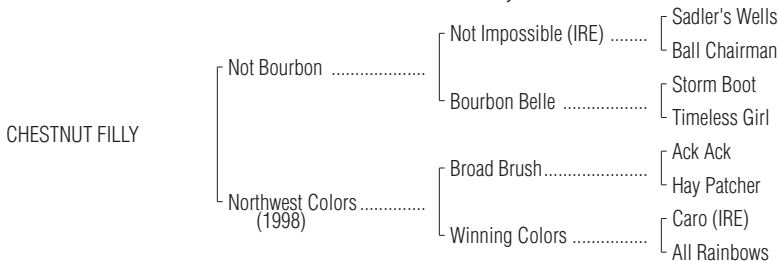 Sadler's Wells
Not Impossible (IRE) ........
Ball Chairman
Not Bourbon ....................
Storm Boot
Bourbon Belle ..................
Timeless Girl
CHESTNUT FILLY
Ack Ack
Broad Brush......................
Hay Patcher
Northwest Colors ..............
(1998)
Caro (IRE)
Winning Colors ................
All Rainbows